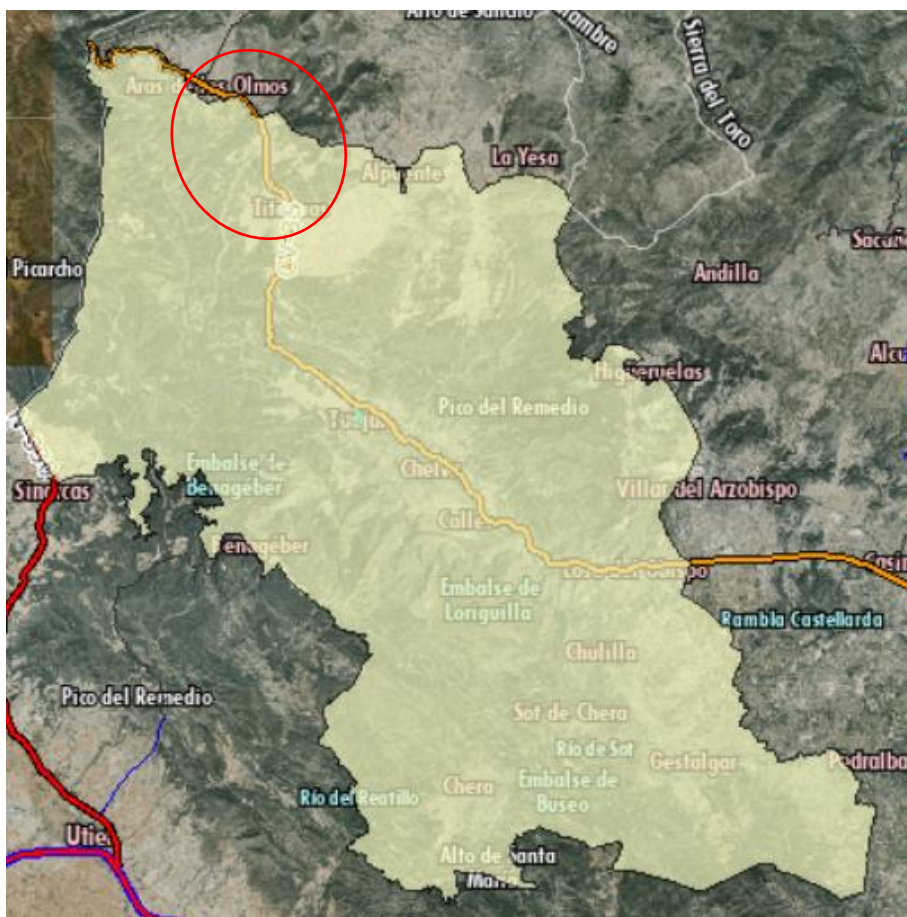 Alto de
Sierra del Toro
Aras de los Olmos
La Yesa
Alpuente
Picarcho
Andilla
Higueruelas
Pico del Remedio
Embalse de
Benagéber
Chelva
Villar del Arzobispo
Sinarcas
Calles
Benagéber
Losa del Obispo
Embalse de
Loriguilla
Rambla Castellarda
Chulilla
Pico del Remedio
Sot de Chera
Río de Sot
Gestalgar
Pedralba
Chera
Embalse de
Buseo
Río del Reatillo
Utiel
Alto de Santa
María